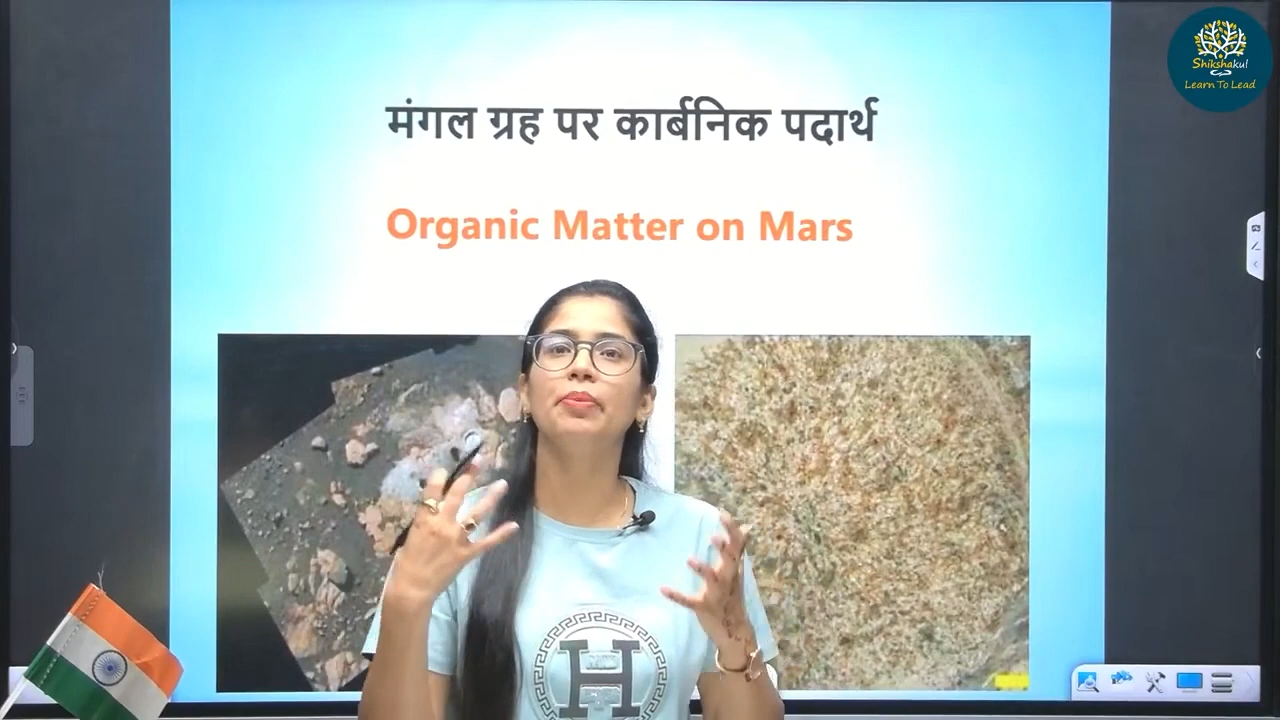 Shikshakul
Learn To Lead
मंगल ग्रह पर कार्बनिक पदार्थ
Organic Matter on Mars
H